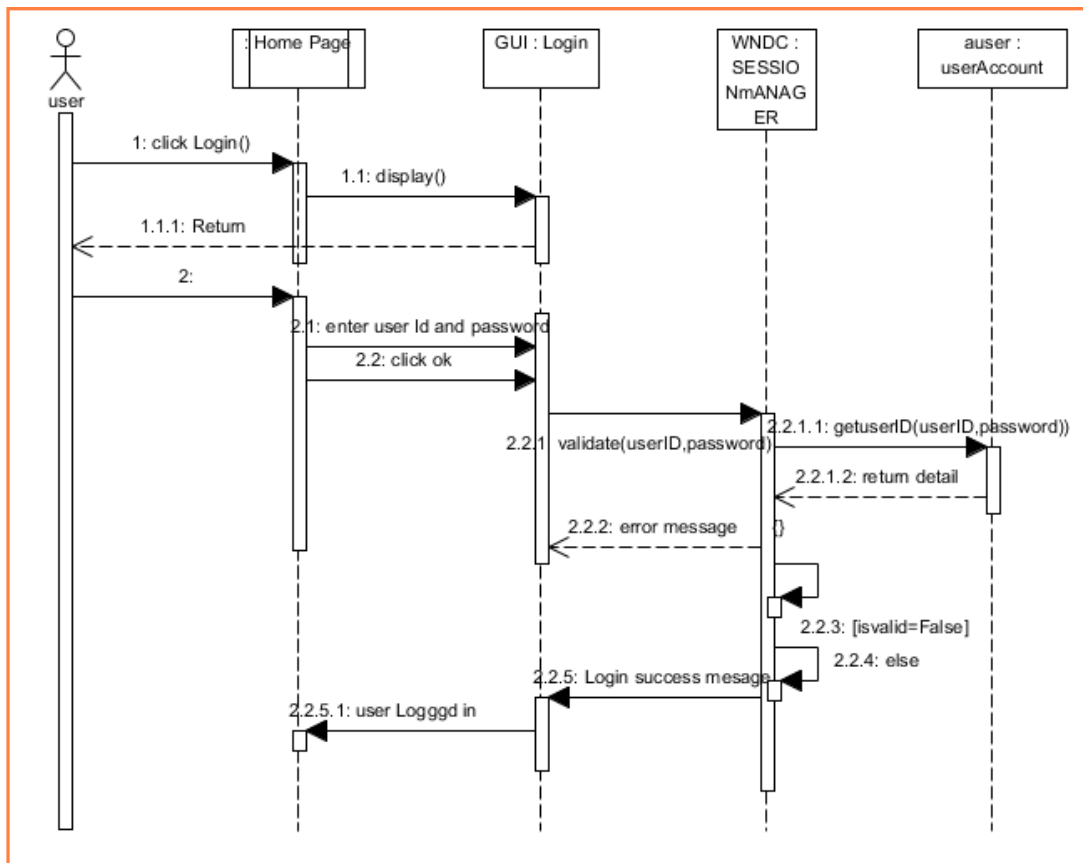 : Home Page
GUI : Login
WNDC :
SESSIO
NmANAG
ER
auser :
userAccount
user
1: click Login()
1.1: display()
1.1.1: Return
2:
2.1: enter user Id and password
2.2: click ok
2.2.1 validate(userID,password)
2.2.1.1: getuserID(userID,password))
2.2.1.2: return detail
2.2.2: error message
{}
2.2.3: [isvalid=False]
2.2.4: else
2.2.5: Login success mesage
2.2.5.1: user Logggd in